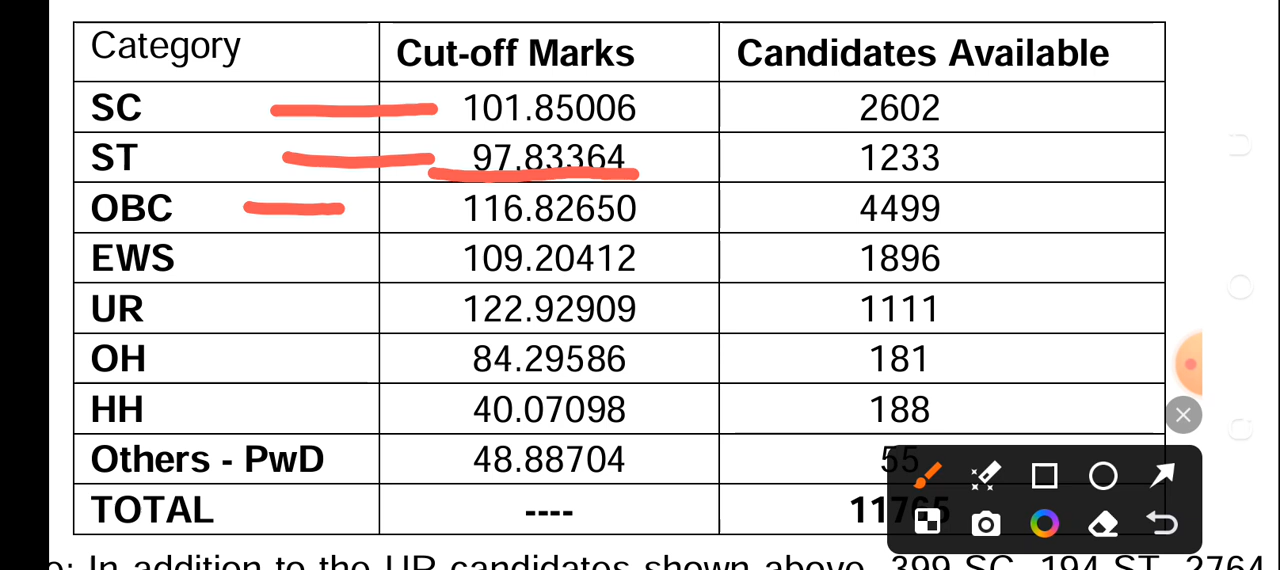 Category Cut-off Marks Candidates Available
SC 101.85006 2602
ST 97.83364 1233
OBC 116.82650 4499
EWS 109.20412 1896
UR 122.92909 1111
OH 84.29586 181
HH 40.07098 188
Others - PwD 48.88704 55
TOTAL ---- 11765
In addition to the UR candidates shown above, 399 SC, 194 ST, 2764